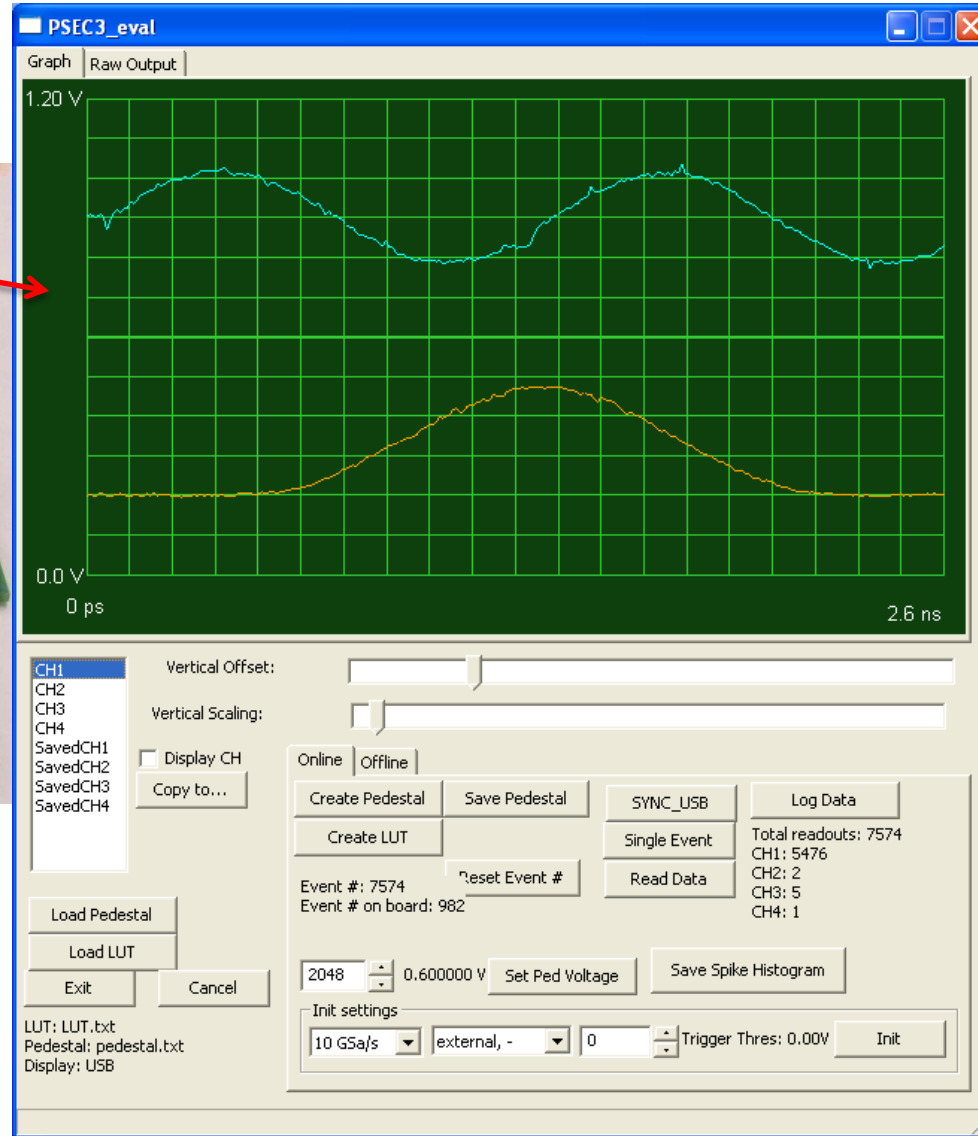 PSEC3_eval
Graph Raw Output
1.20 V
0.0 V
0 ps 2.6 ns
CH1
CH2
CH3
CH4
SavedCH1
SavedCH2
SavedCH3
SavedCH4
Vertical Offset:
Vertical Scaling:
Display CH
Copy to...
Online Offline
Create Pedestal Save Pedestal SYNC_USB Log Data
Create LUT Single Event Total readouts: 7574
CH1: 5476
Reset Event # Read Data CH2: 2
Event #: 7574 CH3: 5
Event # on board: 982 CH4: 1
Load Pedestal
Load LUT
Exit Cancel
2048 0.600000 V Set Ped Voltage Save Spike Histogram
Init settings
10 GSa/s external, - 0 Trigger Thres: 0.00V Init
LUT: LUT.txt
Pedestal: pedestal.txt
Display: USB